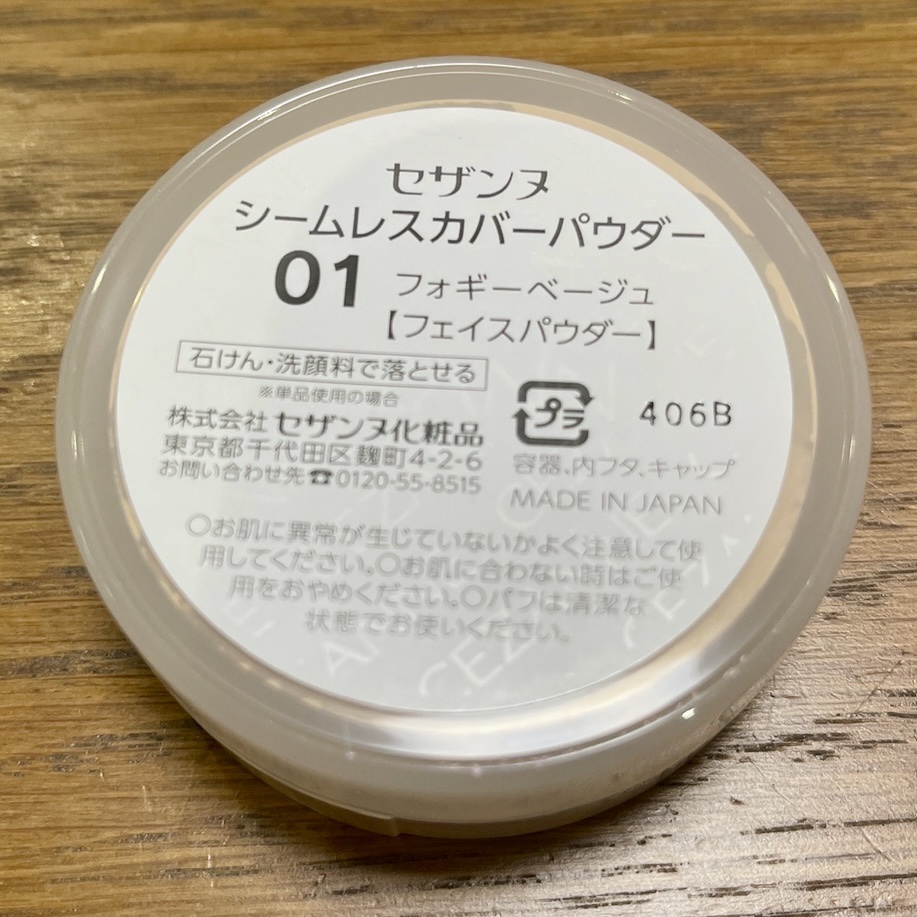 セザンヌ
シームレスカバーパウダー
01 フォギーベージュ
【フェイスパウダー】
石けん・洗顔料で落とせる
※単品使用の場合
株式会社 セザンヌ化粧品
東京都千代田区麹町4-2-6
お問い合わせ先☎0120-55-8515
プラ
406B
容器、内フタ、キャップ
MADE IN JAPAN
○お肌に異常が生じていないかよく注意して使
用してください。○お肌に合わない時はご使
用をおやめください。○パフは清潔な
状態でお使いください。